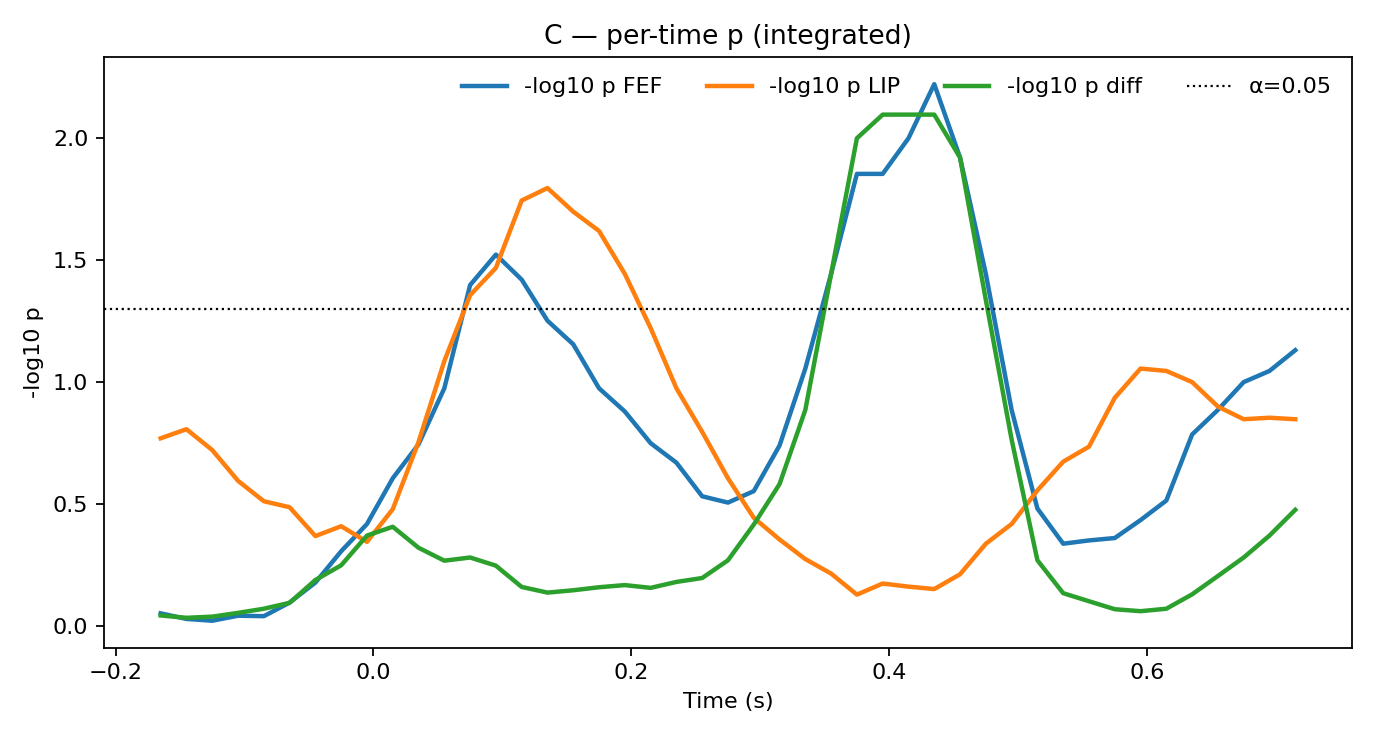 C — per-time p (integrated)
-log10 p FEF -log10 p LIP -log10 p diff α=0.05
-log10 p
2.0
1.5
1.0
0.5
0.0
−0.2 0.0 0.2 0.4 0.6
Time (s)